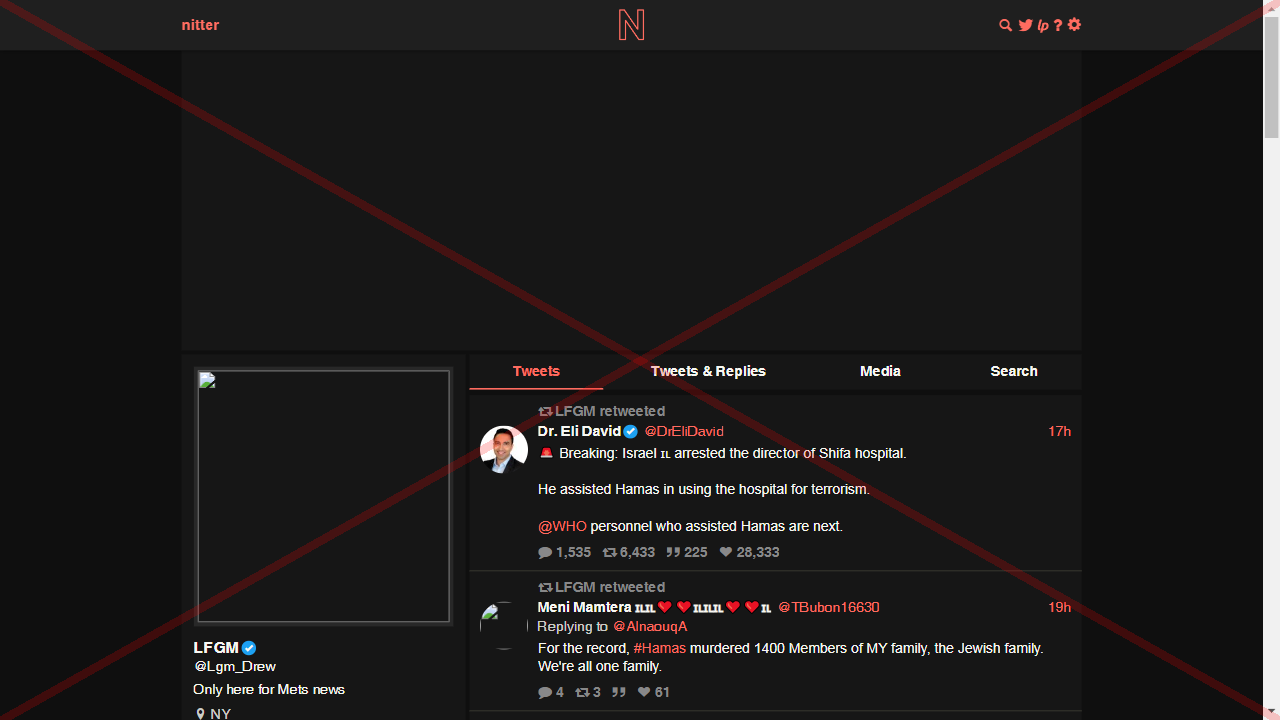 nitter
N
lp ?
Tweets
Tweets & Replies
Media
Search
LFGM retweeted
Dr. Eli David @DrEliDavid 17h
🚨 Breaking: Israel 🇮🇱 arrested the director of Shifa hospital.
He assisted Hamas in using the hospital for terrorism.
@WHO personnel who assisted Hamas are next.
1,535 6,433 225 28,333
LFGM retweeted
Meni Mamtera 🇮🇱🇮🇱❤️❤️🇮🇱🇮🇱🇮🇱❤️❤️🇮🇱 @TBubon16630 19h
Replying to @AlnaouqA
For the record, #Hamas murdered 1400 Members of MY family, the Jewish family.
We're all one family.
4 3 61
LFGM
@Lgm_Drew
Only here for Mets news
NY